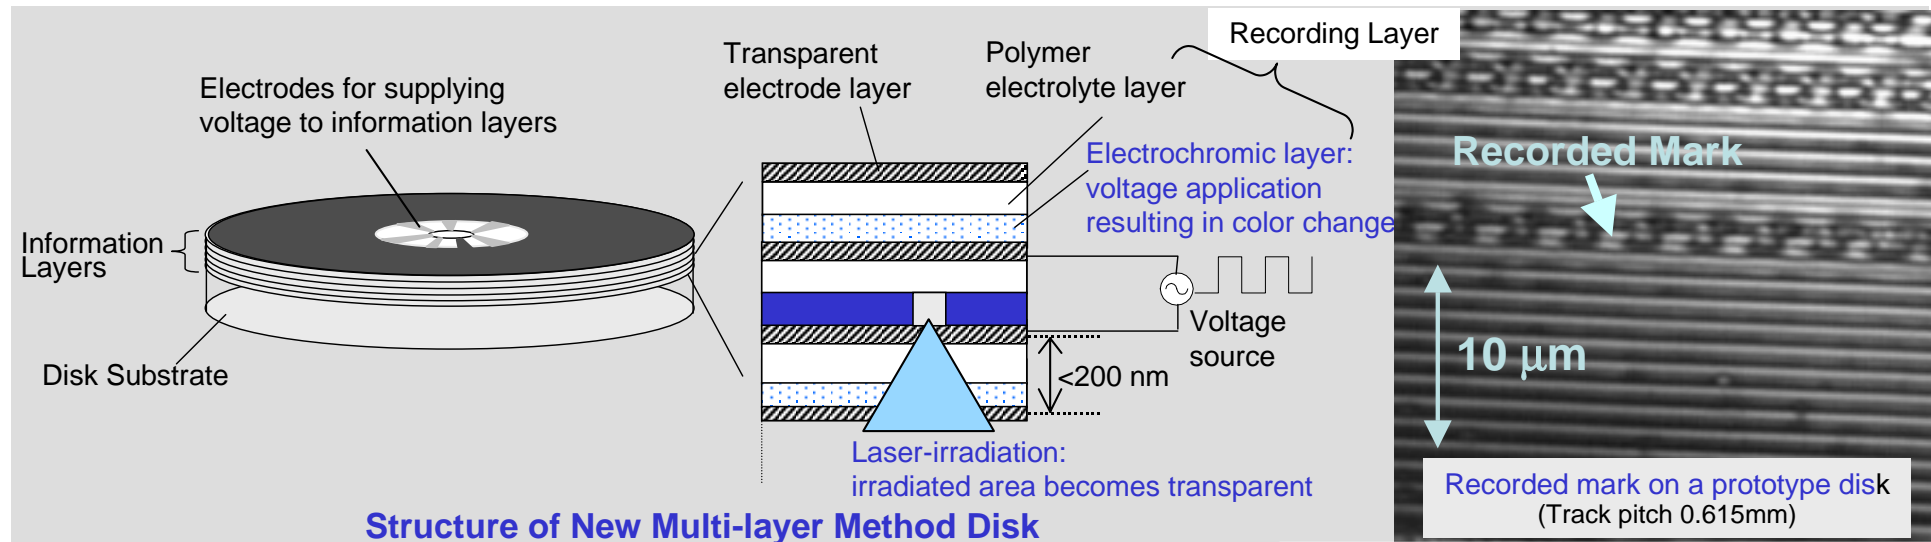 Electrodes for supplying
voltage to information layers
Information
Layers
Disk Substrate
Transparent
electrode layer
Polymer
electrolyte layer
Recording Layer
Electrochromic layer:
voltage application
resulting in color change
Voltage
source
<200 nm
Laser-irradiation:
irradiated area becomes transparent
Structure of New Multi-layer Method Disk
Recorded Mark
10 μm
Recorded mark on a prototype disk
(Track pitch 0.615mm)